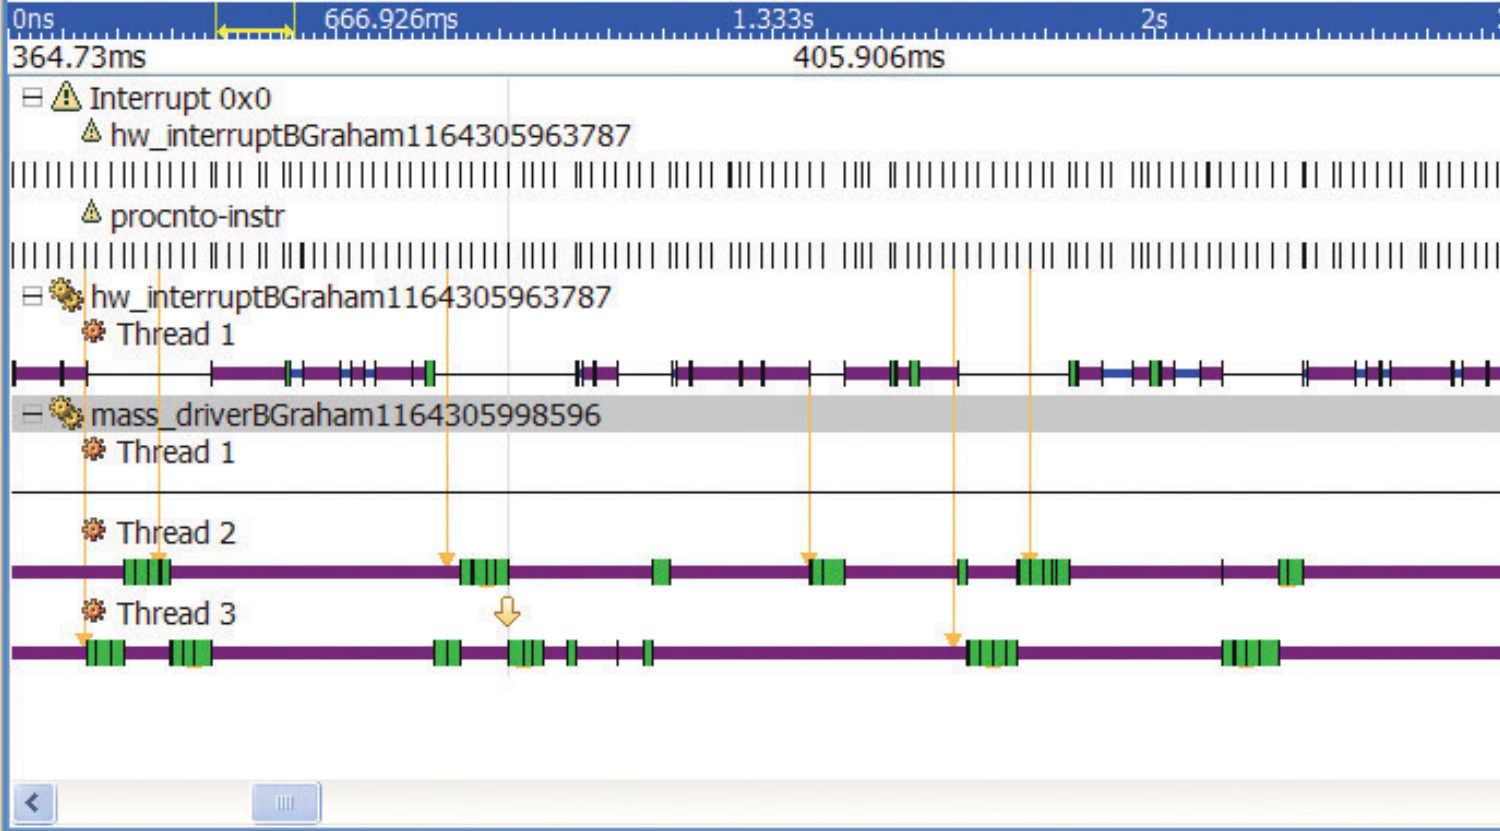 0ns 666.926ms 1.333s 2s
364.73ms 405.906ms
Interrupt 0x0
hw_interruptBGraham1164305963787
procnto-instr
hw_interruptBGraham1164305963787
Thread 1
mass_driverBGraham1164305998596
Thread 1
Thread 2
Thread 3